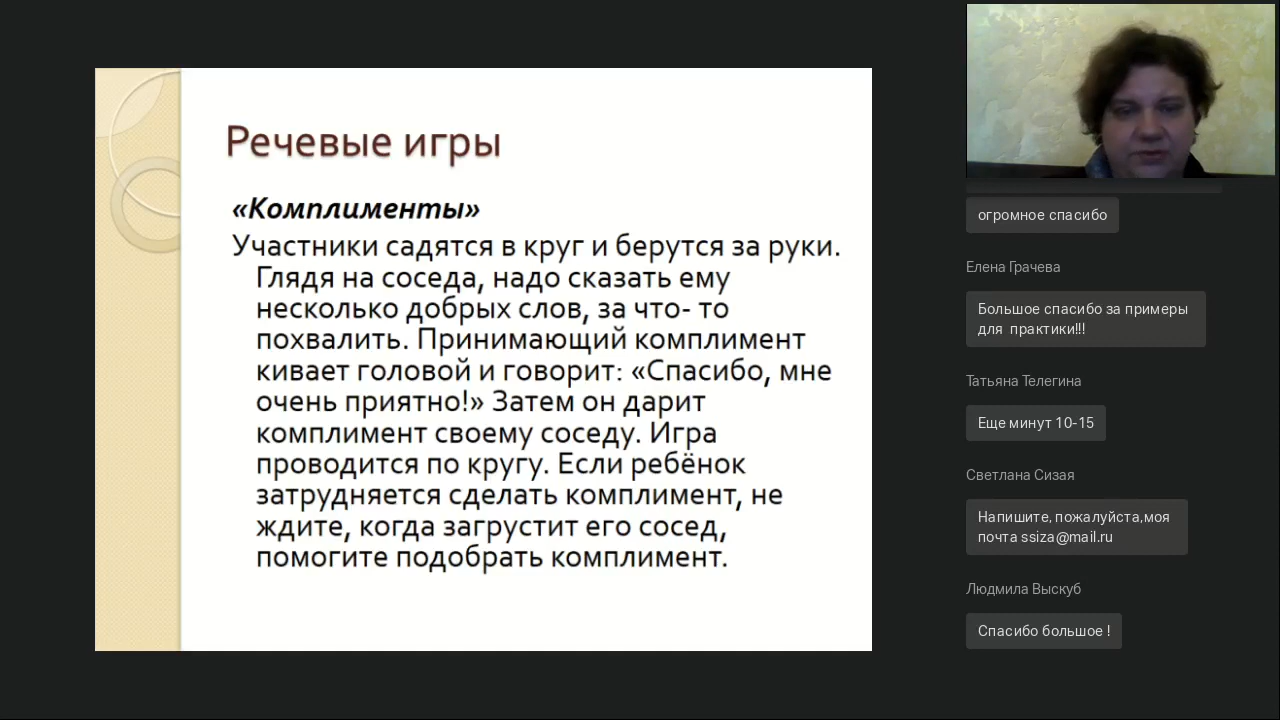 Речевые игры
«Комплименты»
Участники садятся в круг и берутся за руки.
Глядя на соседа, надо сказать ему
несколько добрых слов, за что- то
похвалить. Принимающий комплимент
кивает головой и говорит: «Спасибо, мне
очень приятно!» Затем он дарит
комплимент своему соседу. Игра
проводится по кругу. Если ребёнок
затрудняется сделать комплимент, не
ждите, когда загрустит его сосед,
помогите подобрать комплимент.
огромное спасибо
Елена Грачева
Большое спасибо за примеры
для практики!!!
Татьяна Телегина
Еще минут 10-15
Светлана Сизая
Напишите, пожалуйста,моя
почта ssiza@mail.ru
Людмила Выскуб
Спасибо большое !